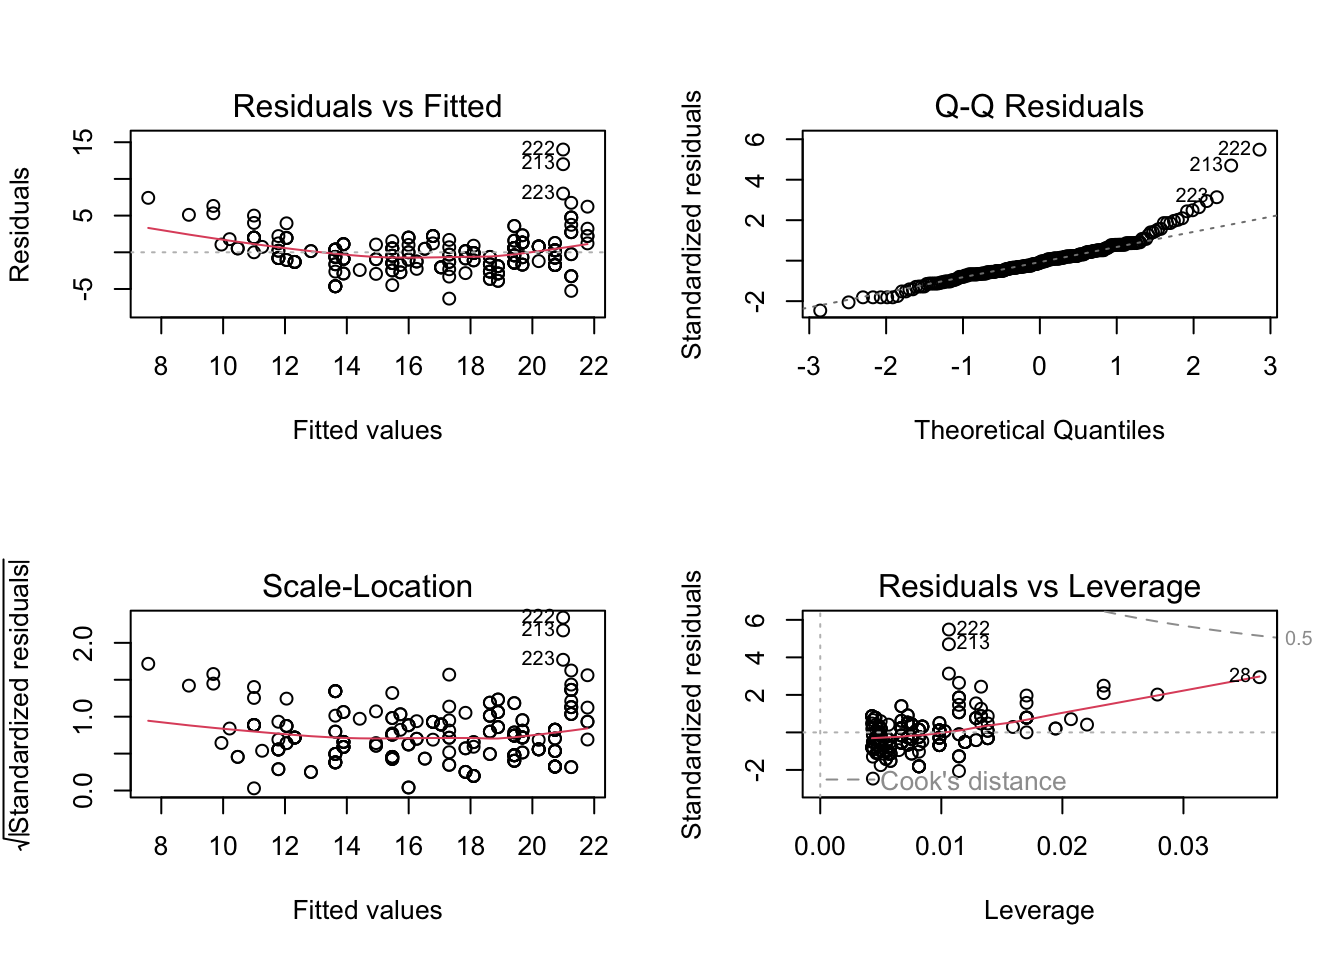 Residuals vs Fitted
Residuals
15
5
-5
222
213
223
8 10 12 14 16 18 20 22
Fitted values
Q-Q Residuals
Standardized residuals
6
4
2
-2
222
213
223
-3 -2 -1 0 1 2 3
Theoretical Quantiles
Scale-Location
√|Standardized residuals|
2.0
1.0
0.0
222
213
223
8 10 12 14 16 18 20 22
Fitted values
Residuals vs Leverage
Standardized residuals
6
4
2
-2
222
213
28
0.5
Cook's distance
0.00 0.01 0.02 0.03
Leverage